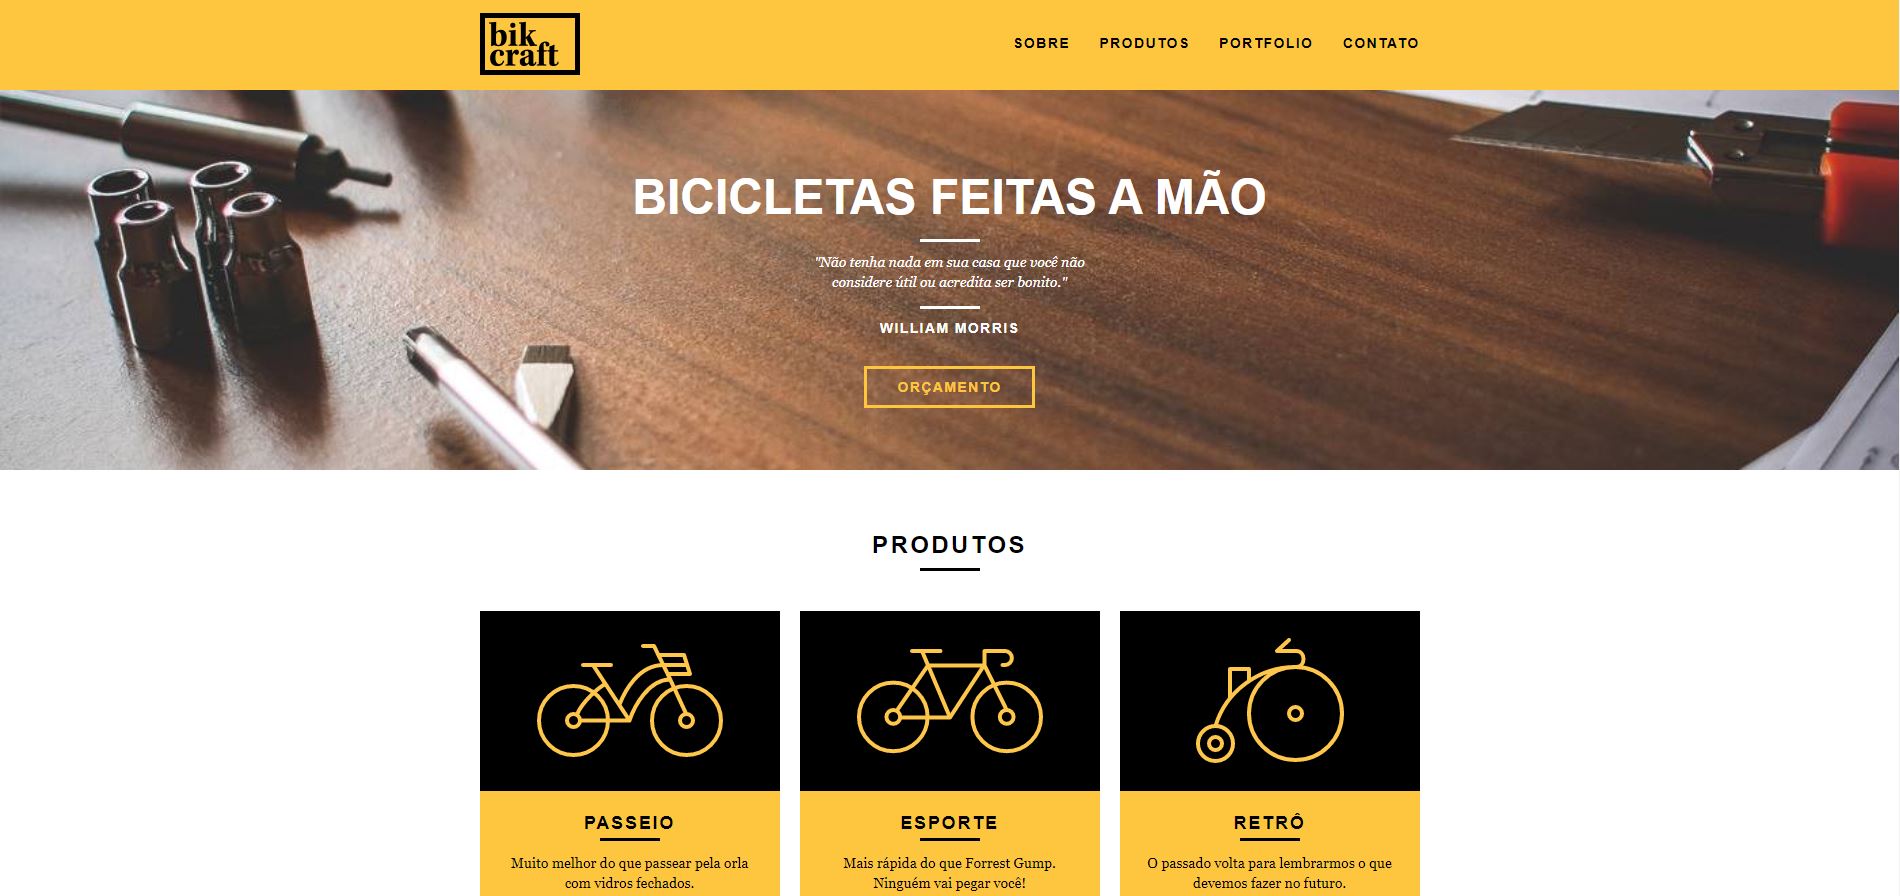 bik
craft
SOBRE PRODUTOS PORTFOLIO CONTATO
BICICLETAS FEITAS A MÃO
"Não tenha nada em sua casa que você não
considere útil ou acredita ser bonito."
WILLIAM MORRIS
ORÇAMENTO
PRODUTOS
PASSEIO
Muito melhor do que passear pela orla
com vidros fechados.
ESPORTE
Mais rápida do que Forrest Gump.
Ninguém vai pegar você!
RETRÔ
O passado volta para lembrarmos o que
devemos fazer no futuro.